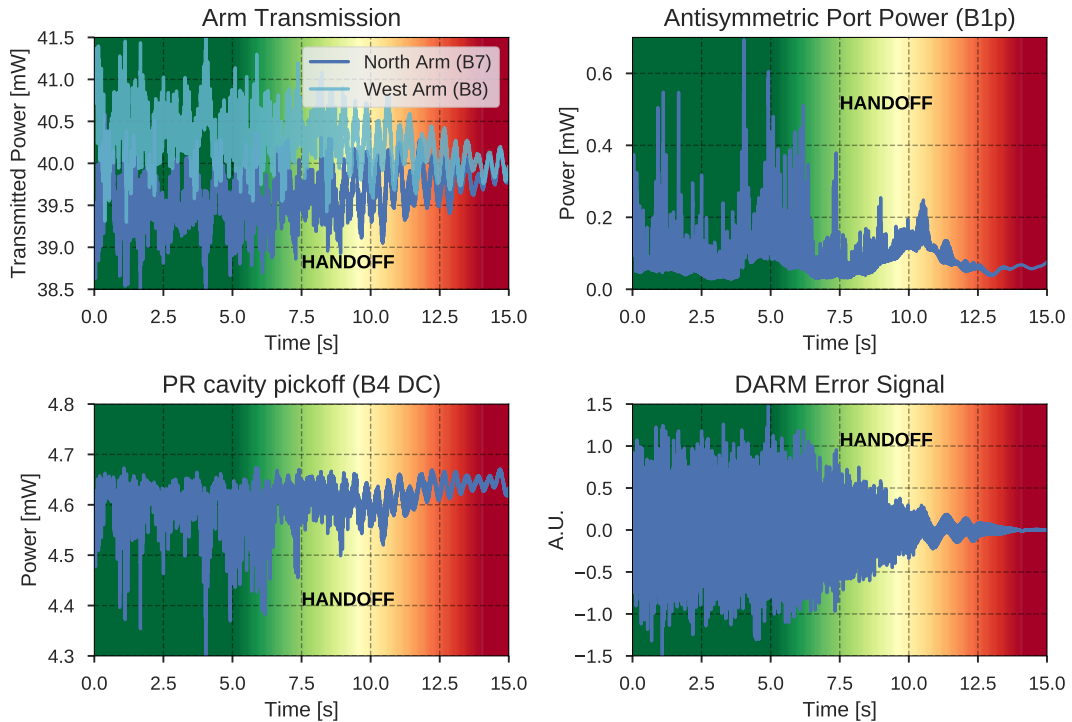 Arm Transmission
Transmitted Power [mW]
41.5
41.0
40.5
40.0
39.5
39.0
38.5
North Arm (B7)
West Arm (B8)
HANDOFF
0.0 2.5 5.0 7.5 10.0 12.5 15.0
Time [s]
Antisymmetric Port Power (B1p)
Power [mW]
0.6
0.4
0.2
0.0
HANDOFF
0.0 2.5 5.0 7.5 10.0 12.5 15.0
Time [s]
PR cavity pickoff (B4 DC)
Power [mW]
4.8
4.7
4.6
4.5
4.4
4.3
HANDOFF
0.0 2.5 5.0 7.5 10.0 12.5 15.0
Time [s]
DARM Error Signal
A.U.
1.5
1.0
0.5
0.0
−0.5
−1.0
−1.5
HANDOFF
0.0 2.5 5.0 7.5 10.0 12.5 15.0
Time [s]